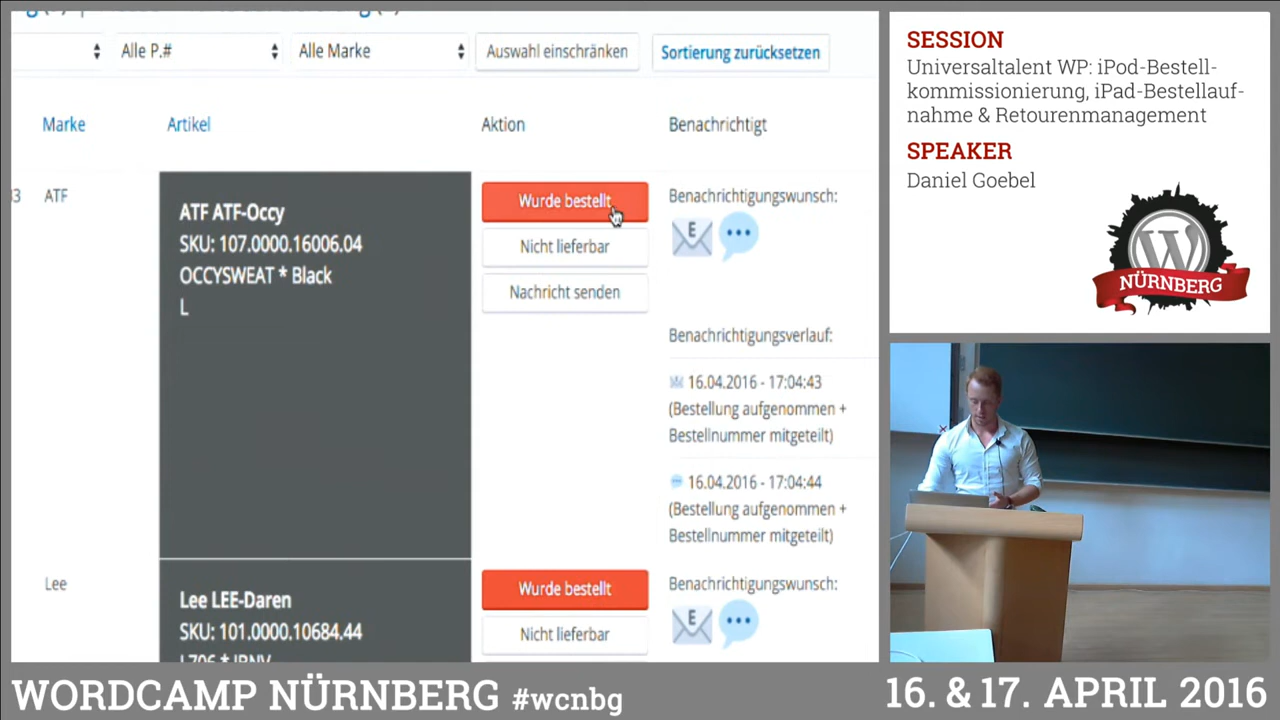 Alle P.#
Alle Marke
Auswahl einschränken
Sortierung zurücksetzen
Marke
Artikel
Aktion
Benachrichtigt
ATF
ATF ATF-Occy
SKU: 107.0000.16006.04
OCCYSWEAT * Black
L
Wurde bestellt
Nicht lieferbar
Nachricht senden
Benachrichtigungswunsch:
E
Benachrichtigungsverlauf:
16.04.2016 - 17:04:43
(Bestellung aufgenommen +
Bestellnummer mitgeteilt)
16.04.2016 - 17:04:44
(Bestellung aufgenommen +
Bestellnummer mitgeteilt)
Lee
Lee LEE-Daren
SKU: 101.0000.10684.44
Wurde bestellt
Nicht lieferbar
Benachrichtigungswunsch:
E
SESSION
Universaltalent WP: iPod-Bestell-
kommissionierung, iPad-Bestellauf-
nahme & Retourenmanagement
SPEAKER
Daniel Goebel
W
NÜRNBERG
WORDCAMP NÜRNBERG #wcnbg
16. & 17. APRIL 2016